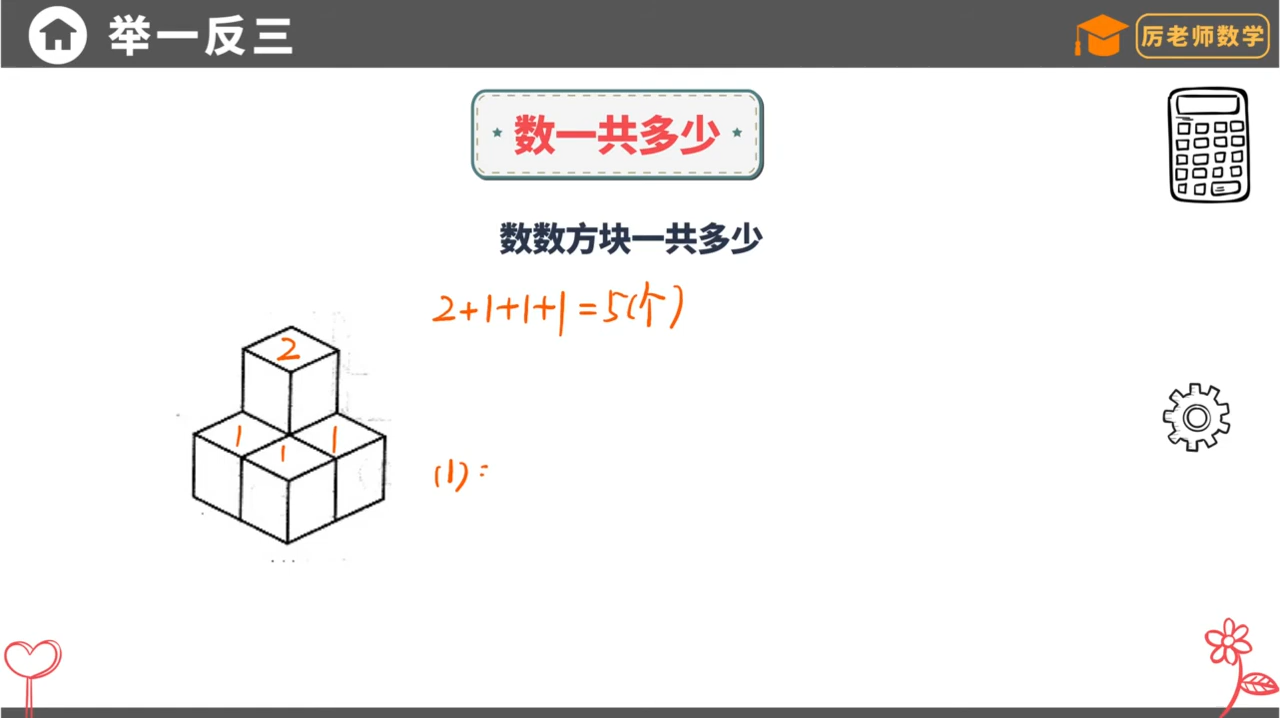 举一反三
厉老师数学
数一共多少
数数方块一共多少
2+1+1+1=5(个)
2
1
1
1
(1):